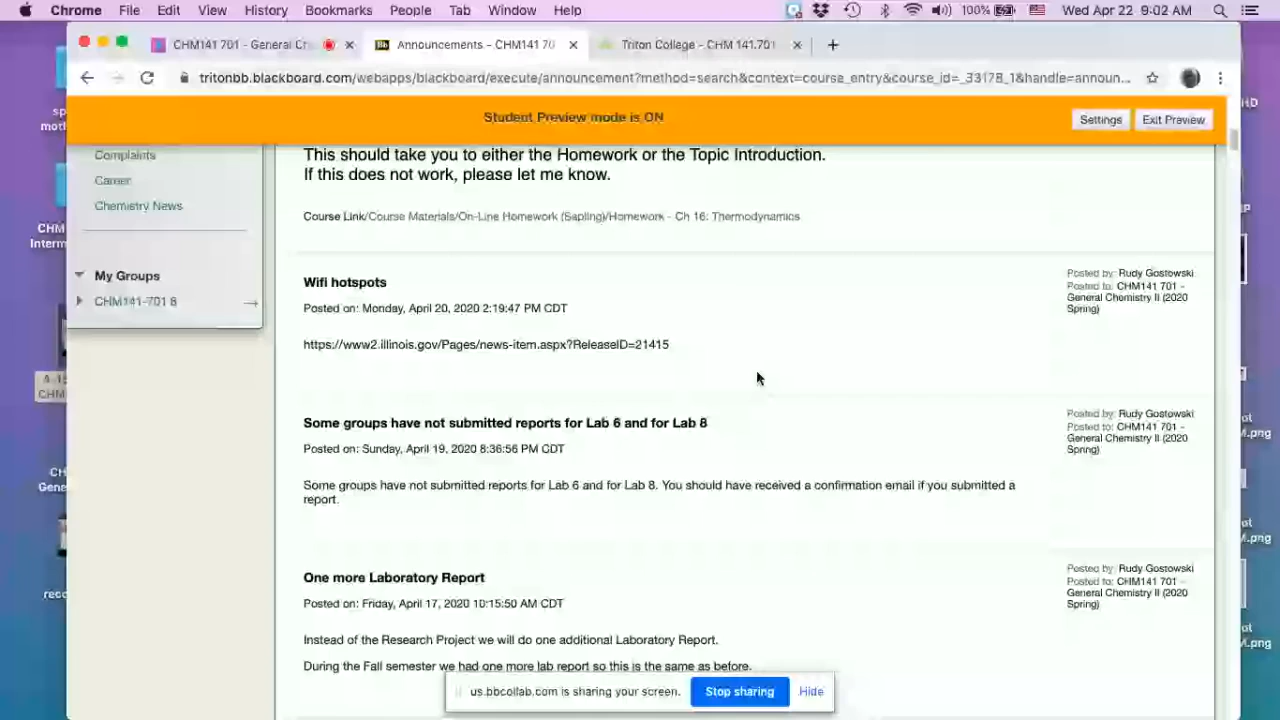 Chrome File Edit View History Bookmarks People Tab Window Help 100% Wed Apr 22 9:02 AM
CHM141 701 - General Ch
Announcements – CHM141 70
Triton College - CHM 141.701
tritonbb.blackboard.com/webapps/blackboard/execute/announcement?method=search&context=course_entry&course_id=_33178_1&handle=announ...
Student Preview mode is ON
Settings
Exit Preview
Complaints
Career
Chemistry News
My Groups
CHM141-701 8
This should take you to either the Homework or the Topic Introduction.
If this does not work, please let me know.
Course Link/Course Materials/On-Line Homework (Sapling)/Homework - Ch 16: Thermodynamics
Wifi hotspots
Posted on: Monday, April 20, 2020 2:19:47 PM CDT
https://www2.illinois.gov/Pages/news-item.aspx?ReleaseID=21415
Posted by: Rudy Gostowski
Posted to: CHM141 701 -
General Chemistry II (2020
Spring)
Some groups have not submitted reports for Lab 6 and for Lab 8
Posted on: Sunday, April 19, 2020 8:36:56 PM CDT
Some groups have not submitted reports for Lab 6 and for Lab 8. You should have received a confirmation email if you submitted a
report.
Posted by: Rudy Gostowski
Posted to: CHM141 701 -
General Chemistry II (2020
Spring)
One more Laboratory Report
Posted on: Friday, April 17, 2020 10:15:50 AM CDT
Instead of the Research Project we will do one additional Laboratory Report.
During the Fall semester we had one more lab report so this is the same as before.
Posted by: Rudy Gostowski
Posted to: CHM141 701 -
General Chemistry II (2020
Spring)
us.bbcollab.com is sharing your screen.
Stop sharing
Hide